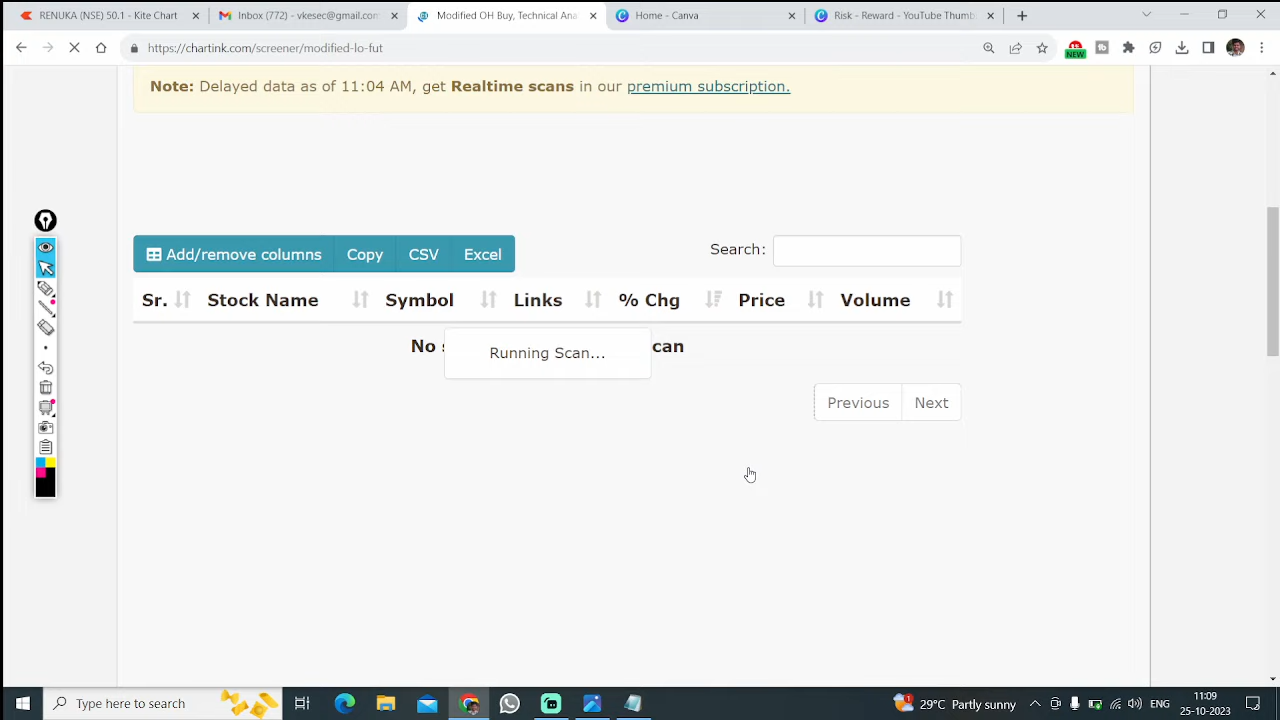 RENUKA (NSE) 50.1 - Kite Chart
Inbox (772) - vkesec@gmail.com
Modified OH Buy, Technical Ana
Home - Canva
Risk - Reward - YouTube Thumb
https://chartink.com/screener/modified-lo-fut
NEW
Note: Delayed data as of 11:04 AM, get Realtime scans in our premium subscription.
Add/remove columns Copy CSV Excel
Search:
Sr. Stock Name Symbol Links % Chg Price Volume
No
Running Scan...
can
Previous Next
Type here to search
29°C Partly sunny
11:09
25-10-2023